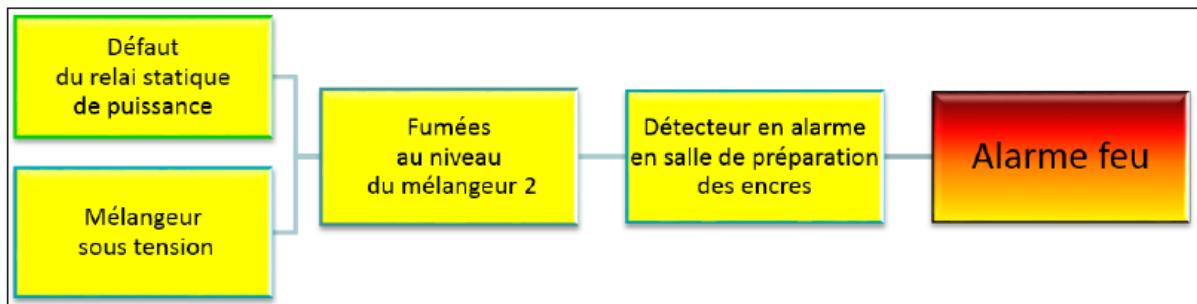 Défaut
du relai statique
de puissance
Mélangeur
sous tension
Fumées
au niveau
du mélangeur 2
Détecteur en alarme
en salle de préparation
des encres
Alarme feu